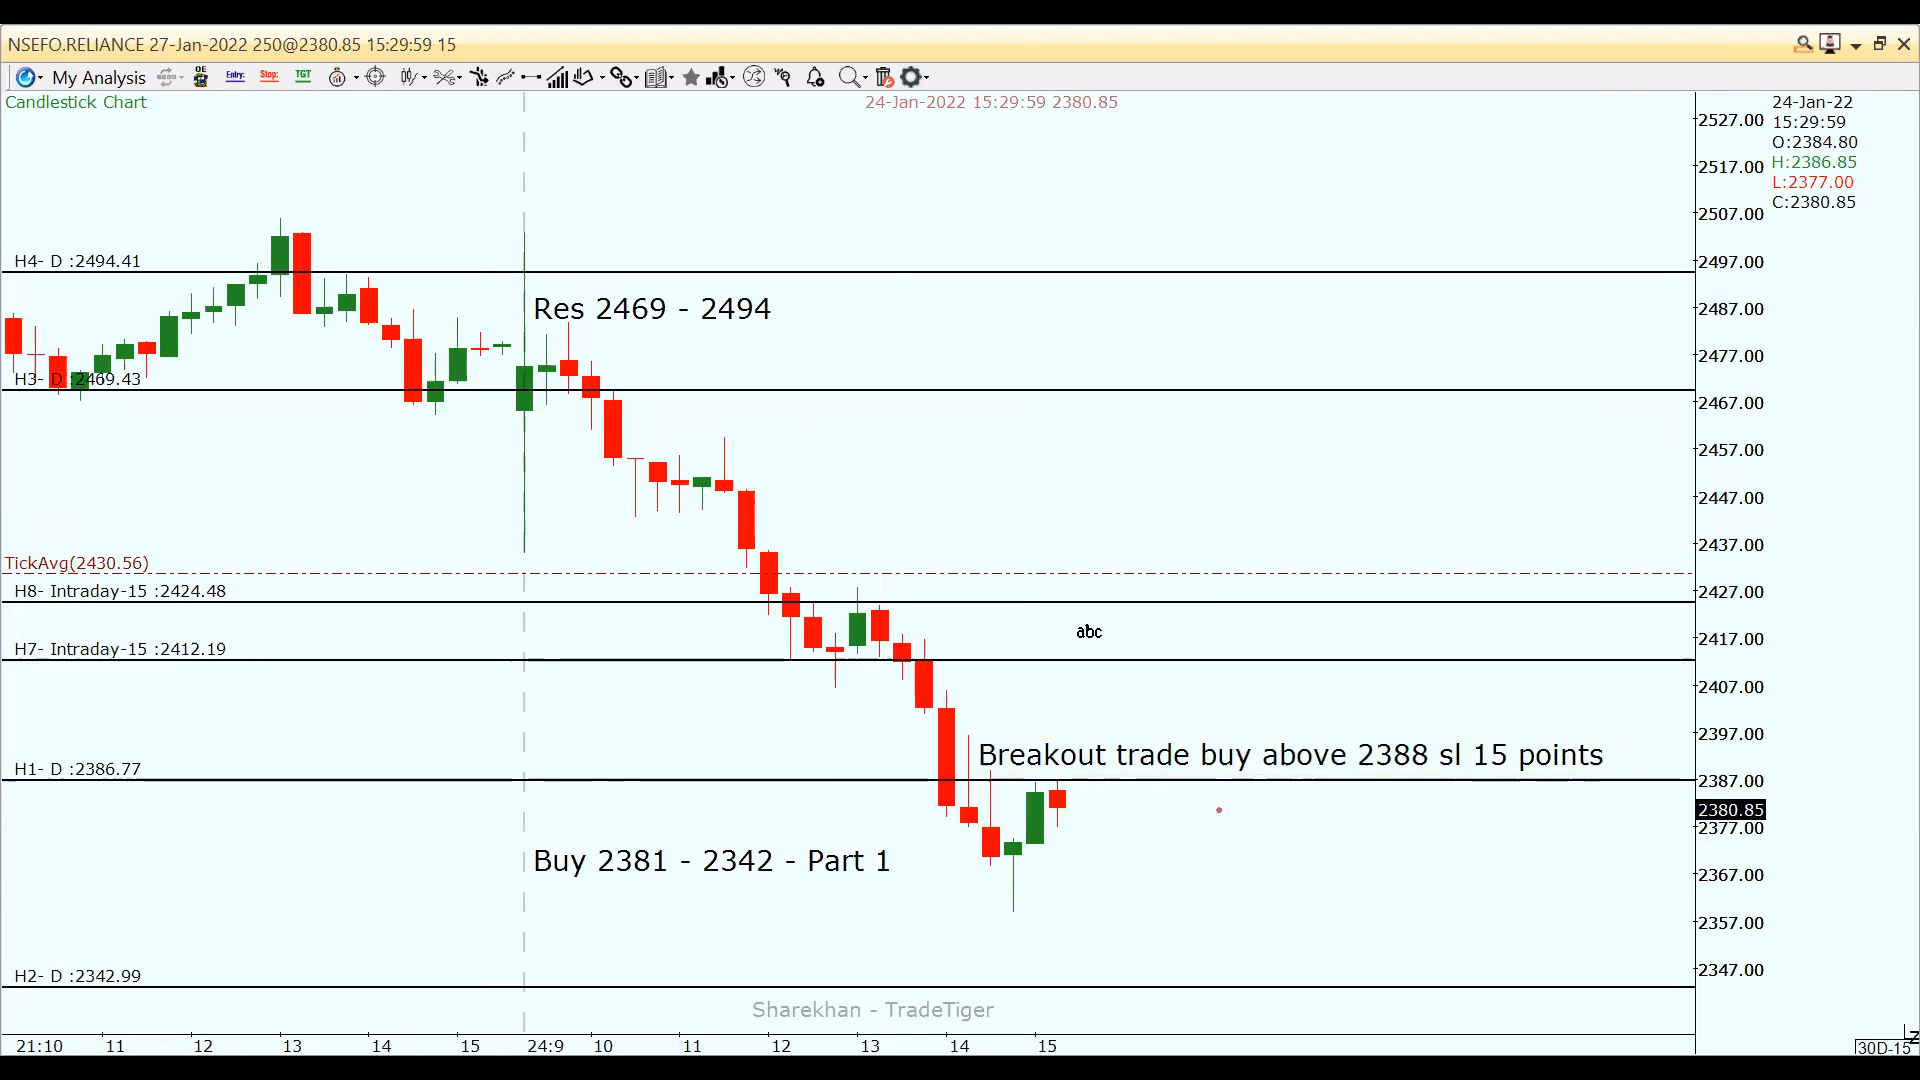 NSEFO.RELIANCE 27-Jan-2022 250@2380.85 15:29:59 15
My Analysis OE Entry: Stop: TGT
Candlestick Chart
24-Jan-2022 15:29:59 2380.85
24-Jan-22
15:29:59
O:2384.80
H:2386.85
L:2377.00
C:2380.85
2527.00
2517.00
2507.00
2497.00
2487.00
2477.00
2467.00
2457.00
2447.00
2437.00
2427.00
2417.00
2407.00
2397.00
2387.00
2380.85
2377.00
2367.00
2357.00
2347.00
H4- D :2494.41
Res 2469 - 2494
H3- D :2469.43
TickAvg(2430.56)
H8- Intraday-15 :2424.48
abc
H7- Intraday-15 :2412.19
Breakout trade buy above 2388 sl 15 points
H1- D :2386.77
Buy 2381 - 2342 - Part 1
H2- D :2342.99
Sharekhan - TradeTiger
21:10 11 12 13 14 15 24:9 10 11 12 13 14 15
30D-15